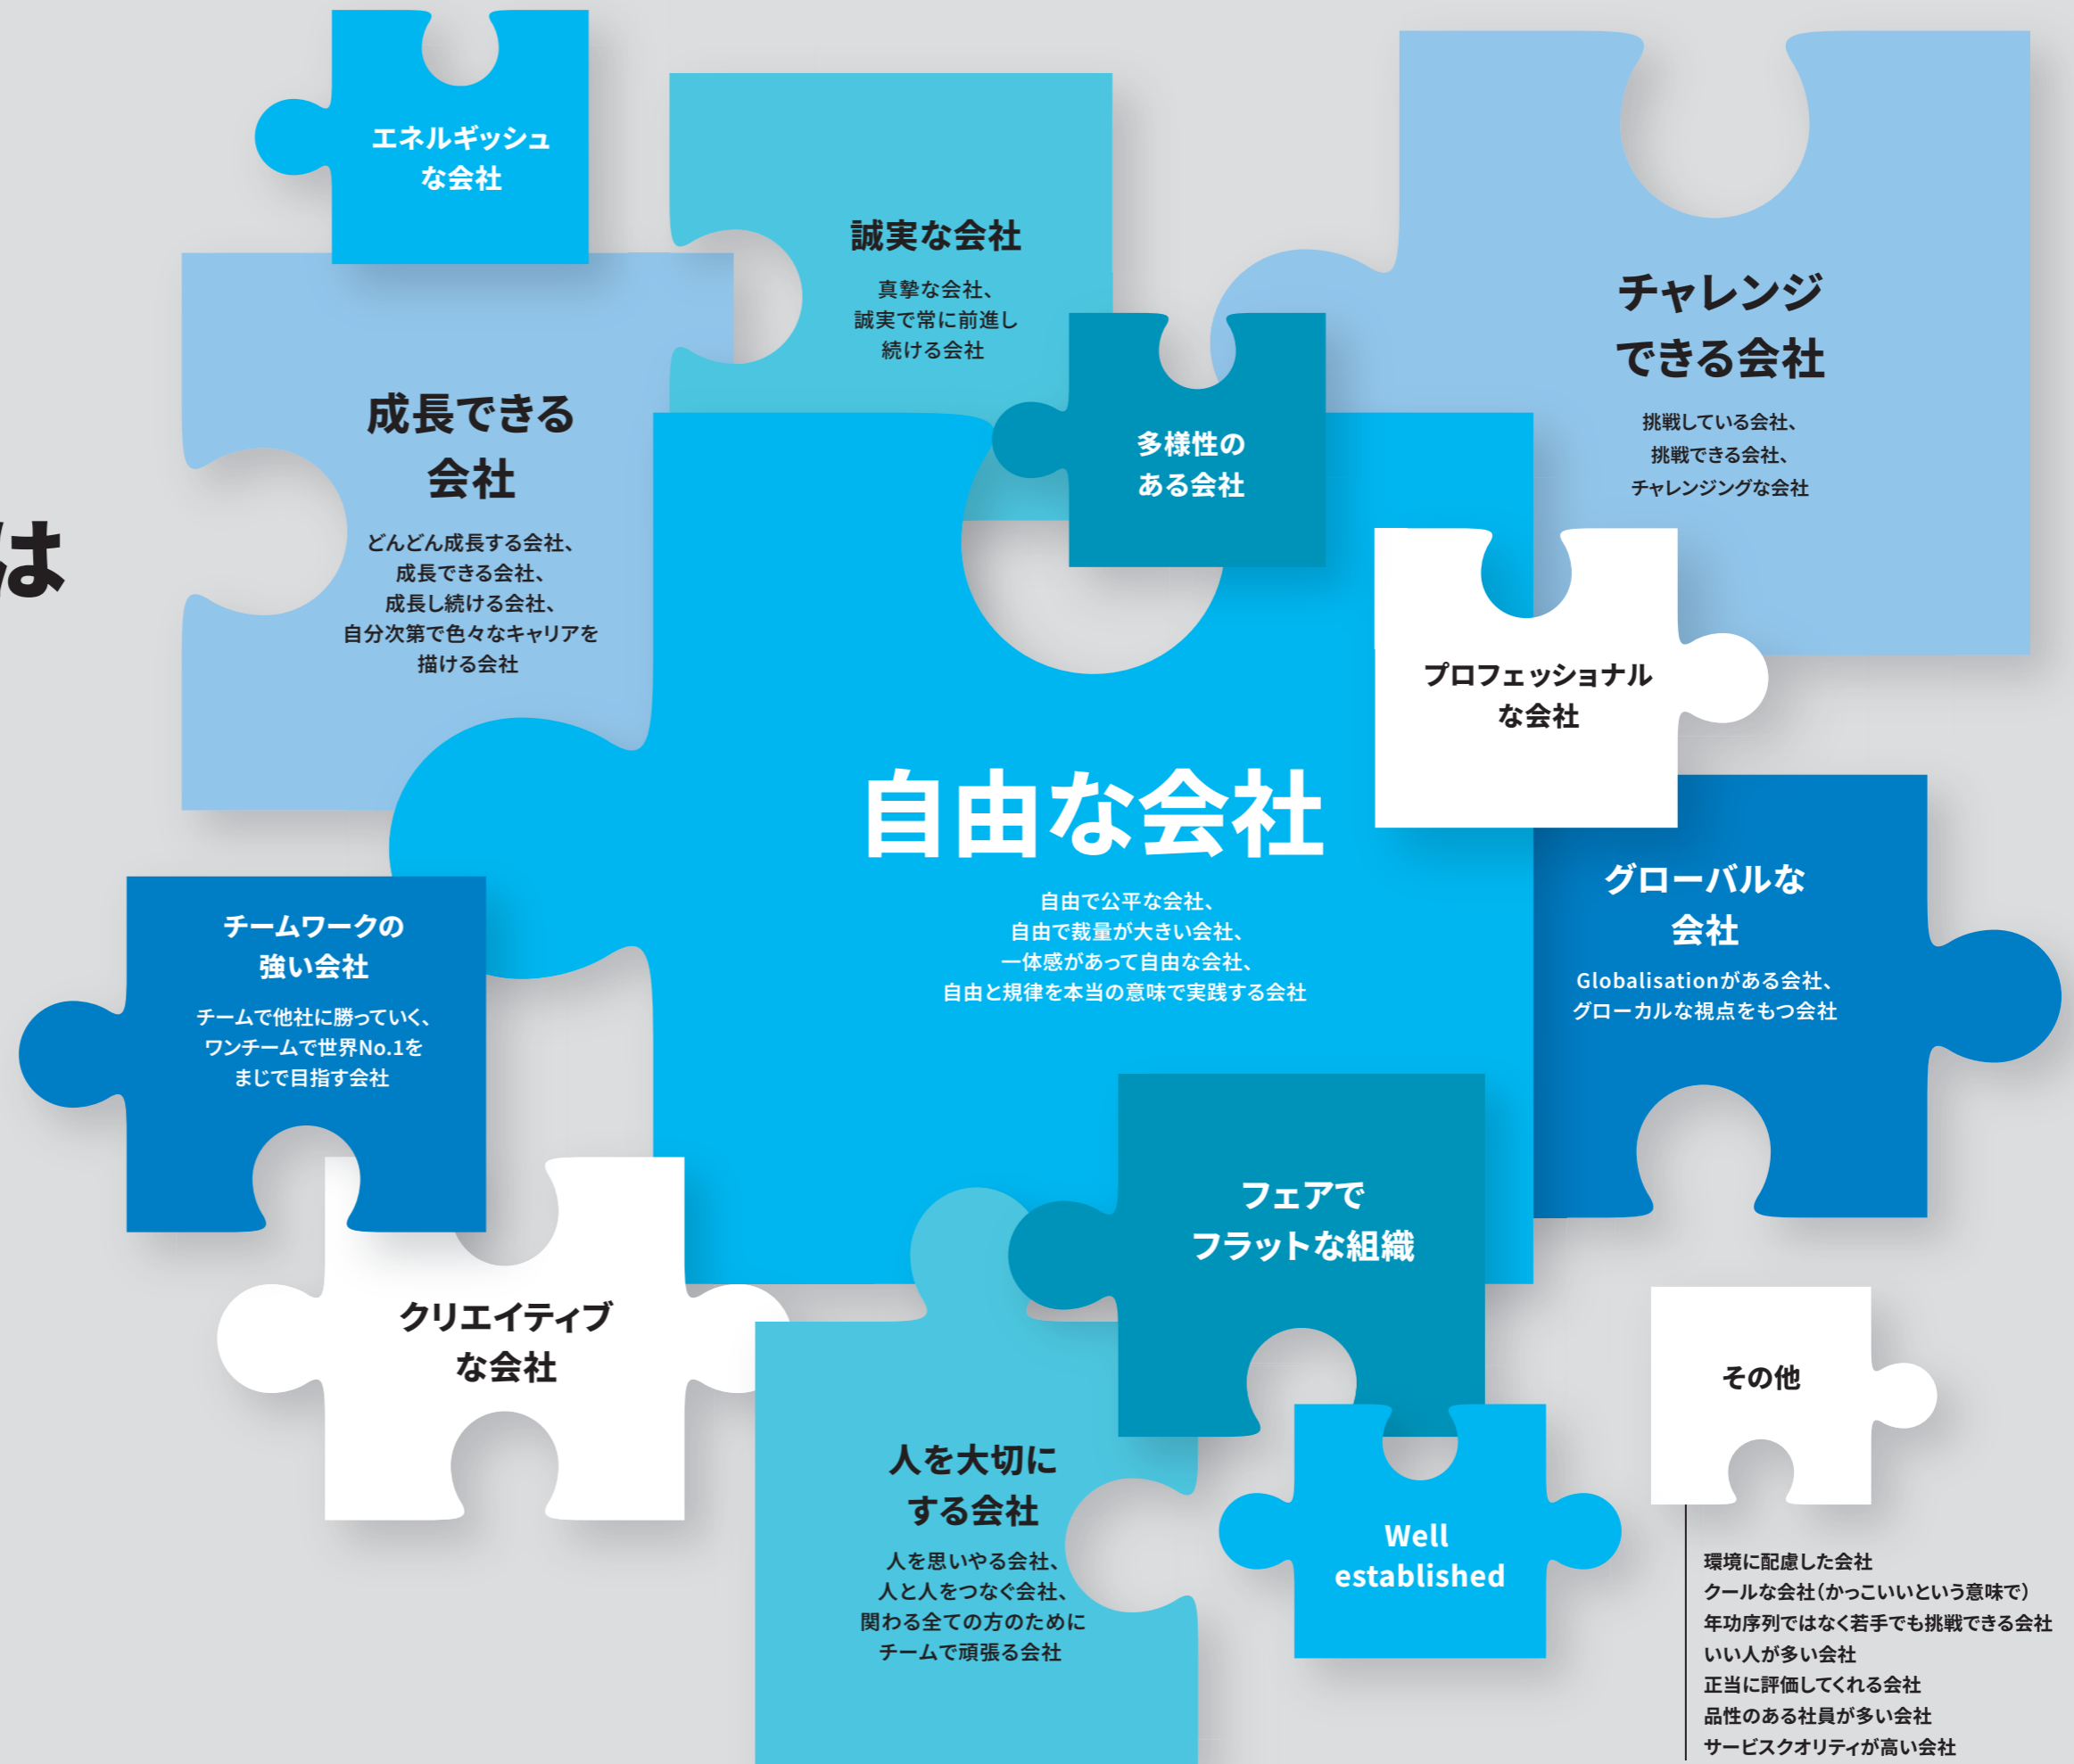 エネルギッシュ
な会社
誠実な会社
真摯な会社、
誠実で常に前進し
続ける会社
チャレンジ
できる会社
挑戦している会社、
挑戦できる会社、
チャレンジングな会社
多様性の
ある会社
成長できる
会社
どんどん成長する会社、
成長できる会社、
成長し続ける会社、
自分次第で色々なキャリアを
描ける会社
は
プロフェッショナル
な会社
自由な会社
自由で公平な会社、
自由で裁量が大きい会社、
一体感があって自由な会社、
自由と規律を本当の意味で実践する会社
グローバルな
会社
Globalisationがある会社、
グローカルな視点をもつ会社
チームワークの
強い会社
チームで他社に勝っていく、
ワンチームで世界No.1を
まじで目指す会社
フェアで
フラットな組織
クリエイティブ
な会社
人を大切に
する会社
人を思いやる会社、
人と人をつなぐ会社、
関わる全ての方のために
チームで頑張る会社
Well
established
その他
環境に配慮した会社
クールな会社（かっこいいという意味で）
年功序列ではなく若手でも挑戦できる会社
いい人が多い会社
正当に評価してくれる会社
品性のある社員が多い会社
サービスクオリティが高い会社